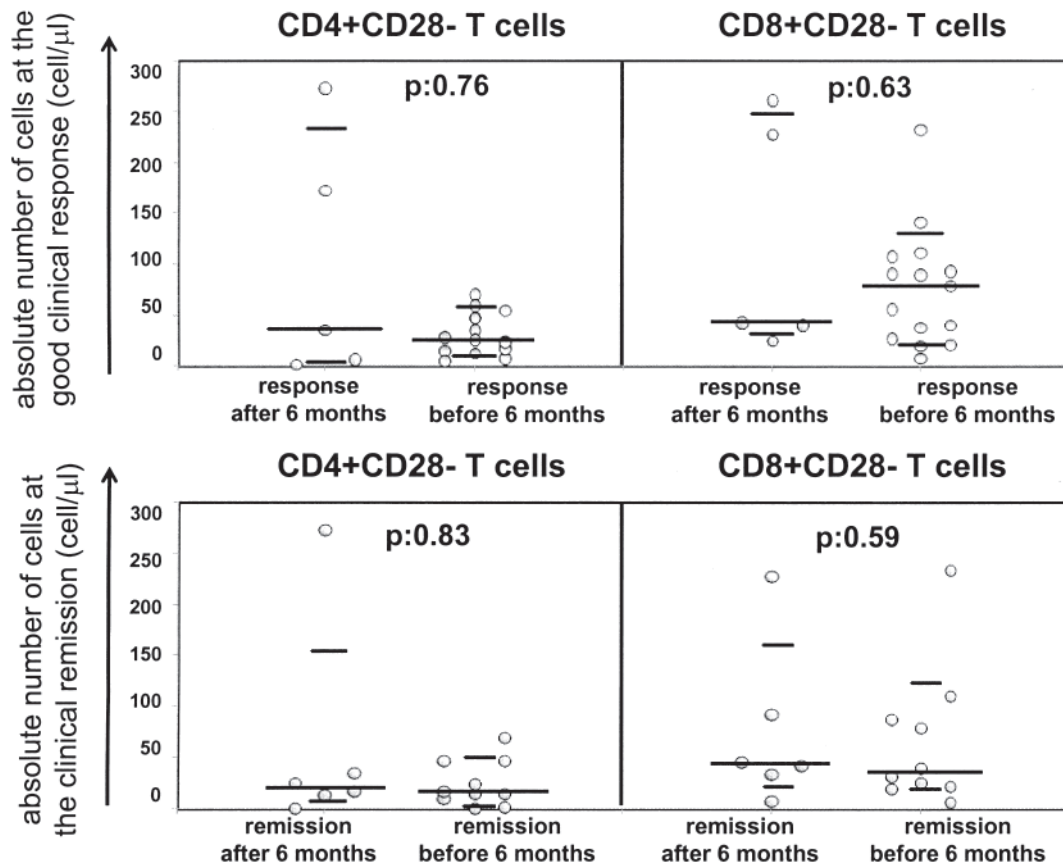 absolute number of cells at the
good clinical response (cell/µl)
CD4+CD28- T cells
CD8+CD28- T cells
300
250
200
150
100
50
0
p:0.76
p:0.63
response
after 6 months
response
before 6 months
response
after 6 months
response
before 6 months
absolute number of cells at
the clinical remission (cell/µl)
CD4+CD28- T cells
CD8+CD28- T cells
300
250
200
150
100
50
0
p:0.83
p:0.59
remission
after 6 months
remission
before 6 months
remission
after 6 months
remission
before 6 months